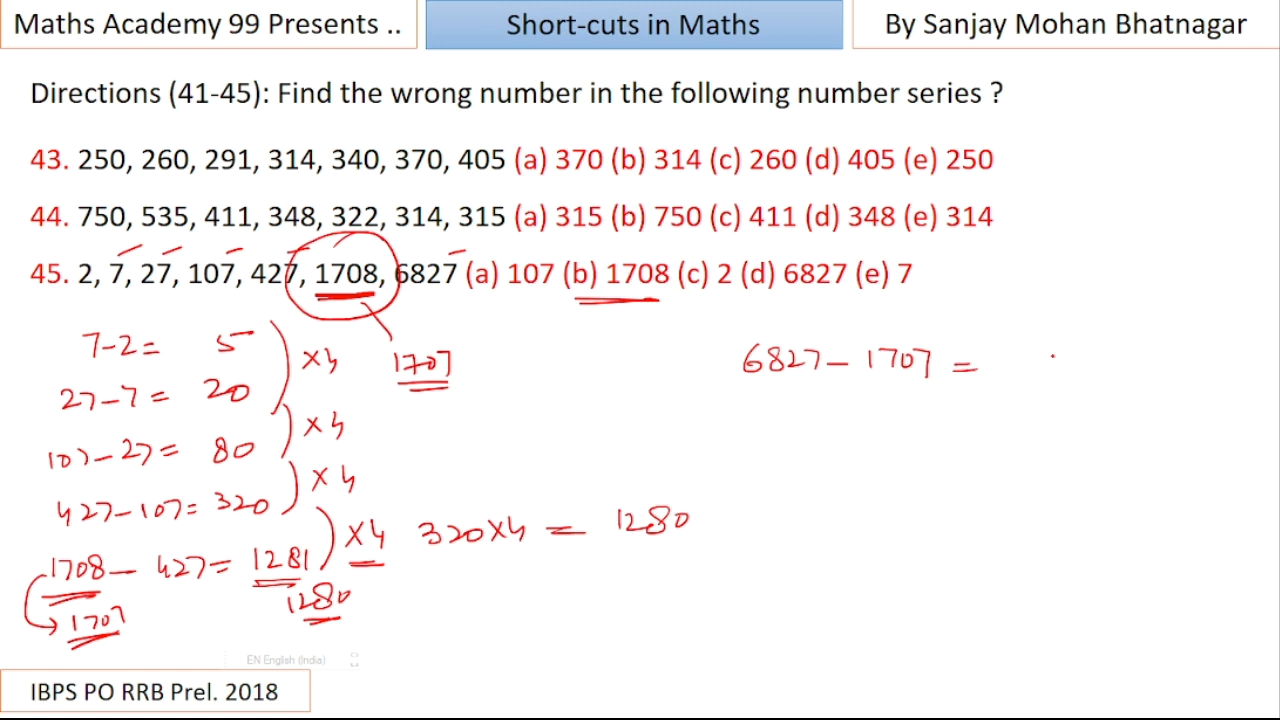 Maths Academy 99 Presents .. Short-cuts in Maths By Sanjay Mohan Bhatnagar
Directions (41-45): Find the wrong number in the following number series ?
43. 250, 260, 291, 314, 340, 370, 405 (a) 370 (b) 314 (c) 260 (d) 405 (e) 250
44. 750, 535, 411, 348, 322, 314, 315 (a) 315 (b) 750 (c) 411 (d) 348 (e) 314
45. 2, 7, 27, 107, 427, 1708, 6827 (a) 107 (b) 1708 (c) 2 (d) 6827 (e) 7
7-2= 5
×4 1707 6827-1707=
27-7= 20
×4
107-27= 80
×4
427-107= 320
×4 320×4 = 1280
1708- 427= 1281
1280
1707
EN English (India)
IBPS PO RRB Prel. 2018